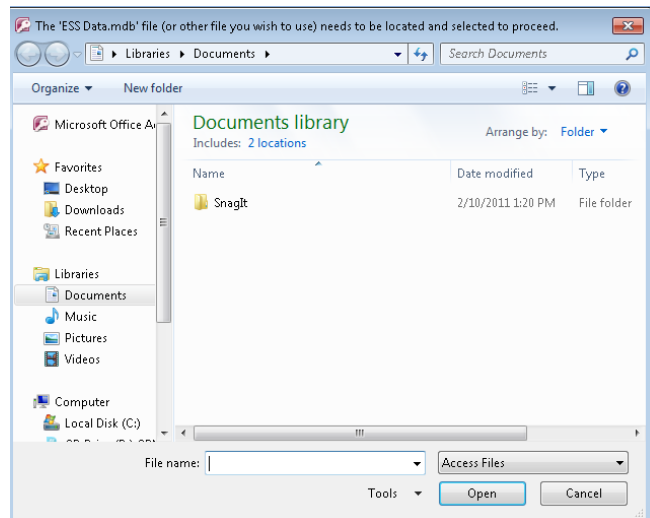 The 'ESS Data.mdb' file (or other file you wish to use) needs to be located and selected to proceed.
Libraries Documents Search Documents
Organize New folder
Microsoft Office A
Favorites
Desktop
Downloads
Recent Places
Libraries
Documents
Music
Pictures
Videos
Computer
Local Disk (C:)
Documents library
Includes: 2 locations
Arrange by: Folder
Name Date modified Type
SnagIt 2/10/2011 1:20 PM File folder
File name: Access Files
Tools Open Cancel